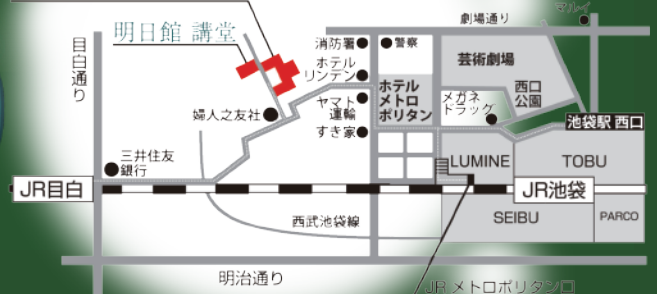 劇場通り
マルイ
目白通り
明日館 講堂
消防署
警察
ホテル
リンデン
芸術劇場
ホテル
メトロ
ポリタン
西口
公園
メガネ
ドラッグ
ヤマト
運輸
すき家
婦人之友社
池袋駅 西口
三井住友
銀行
LUMINE
TOBU
JR目白
JR池袋
西武池袋線
SEIBU
PARCO
明治通り
JR メトロポリタン口